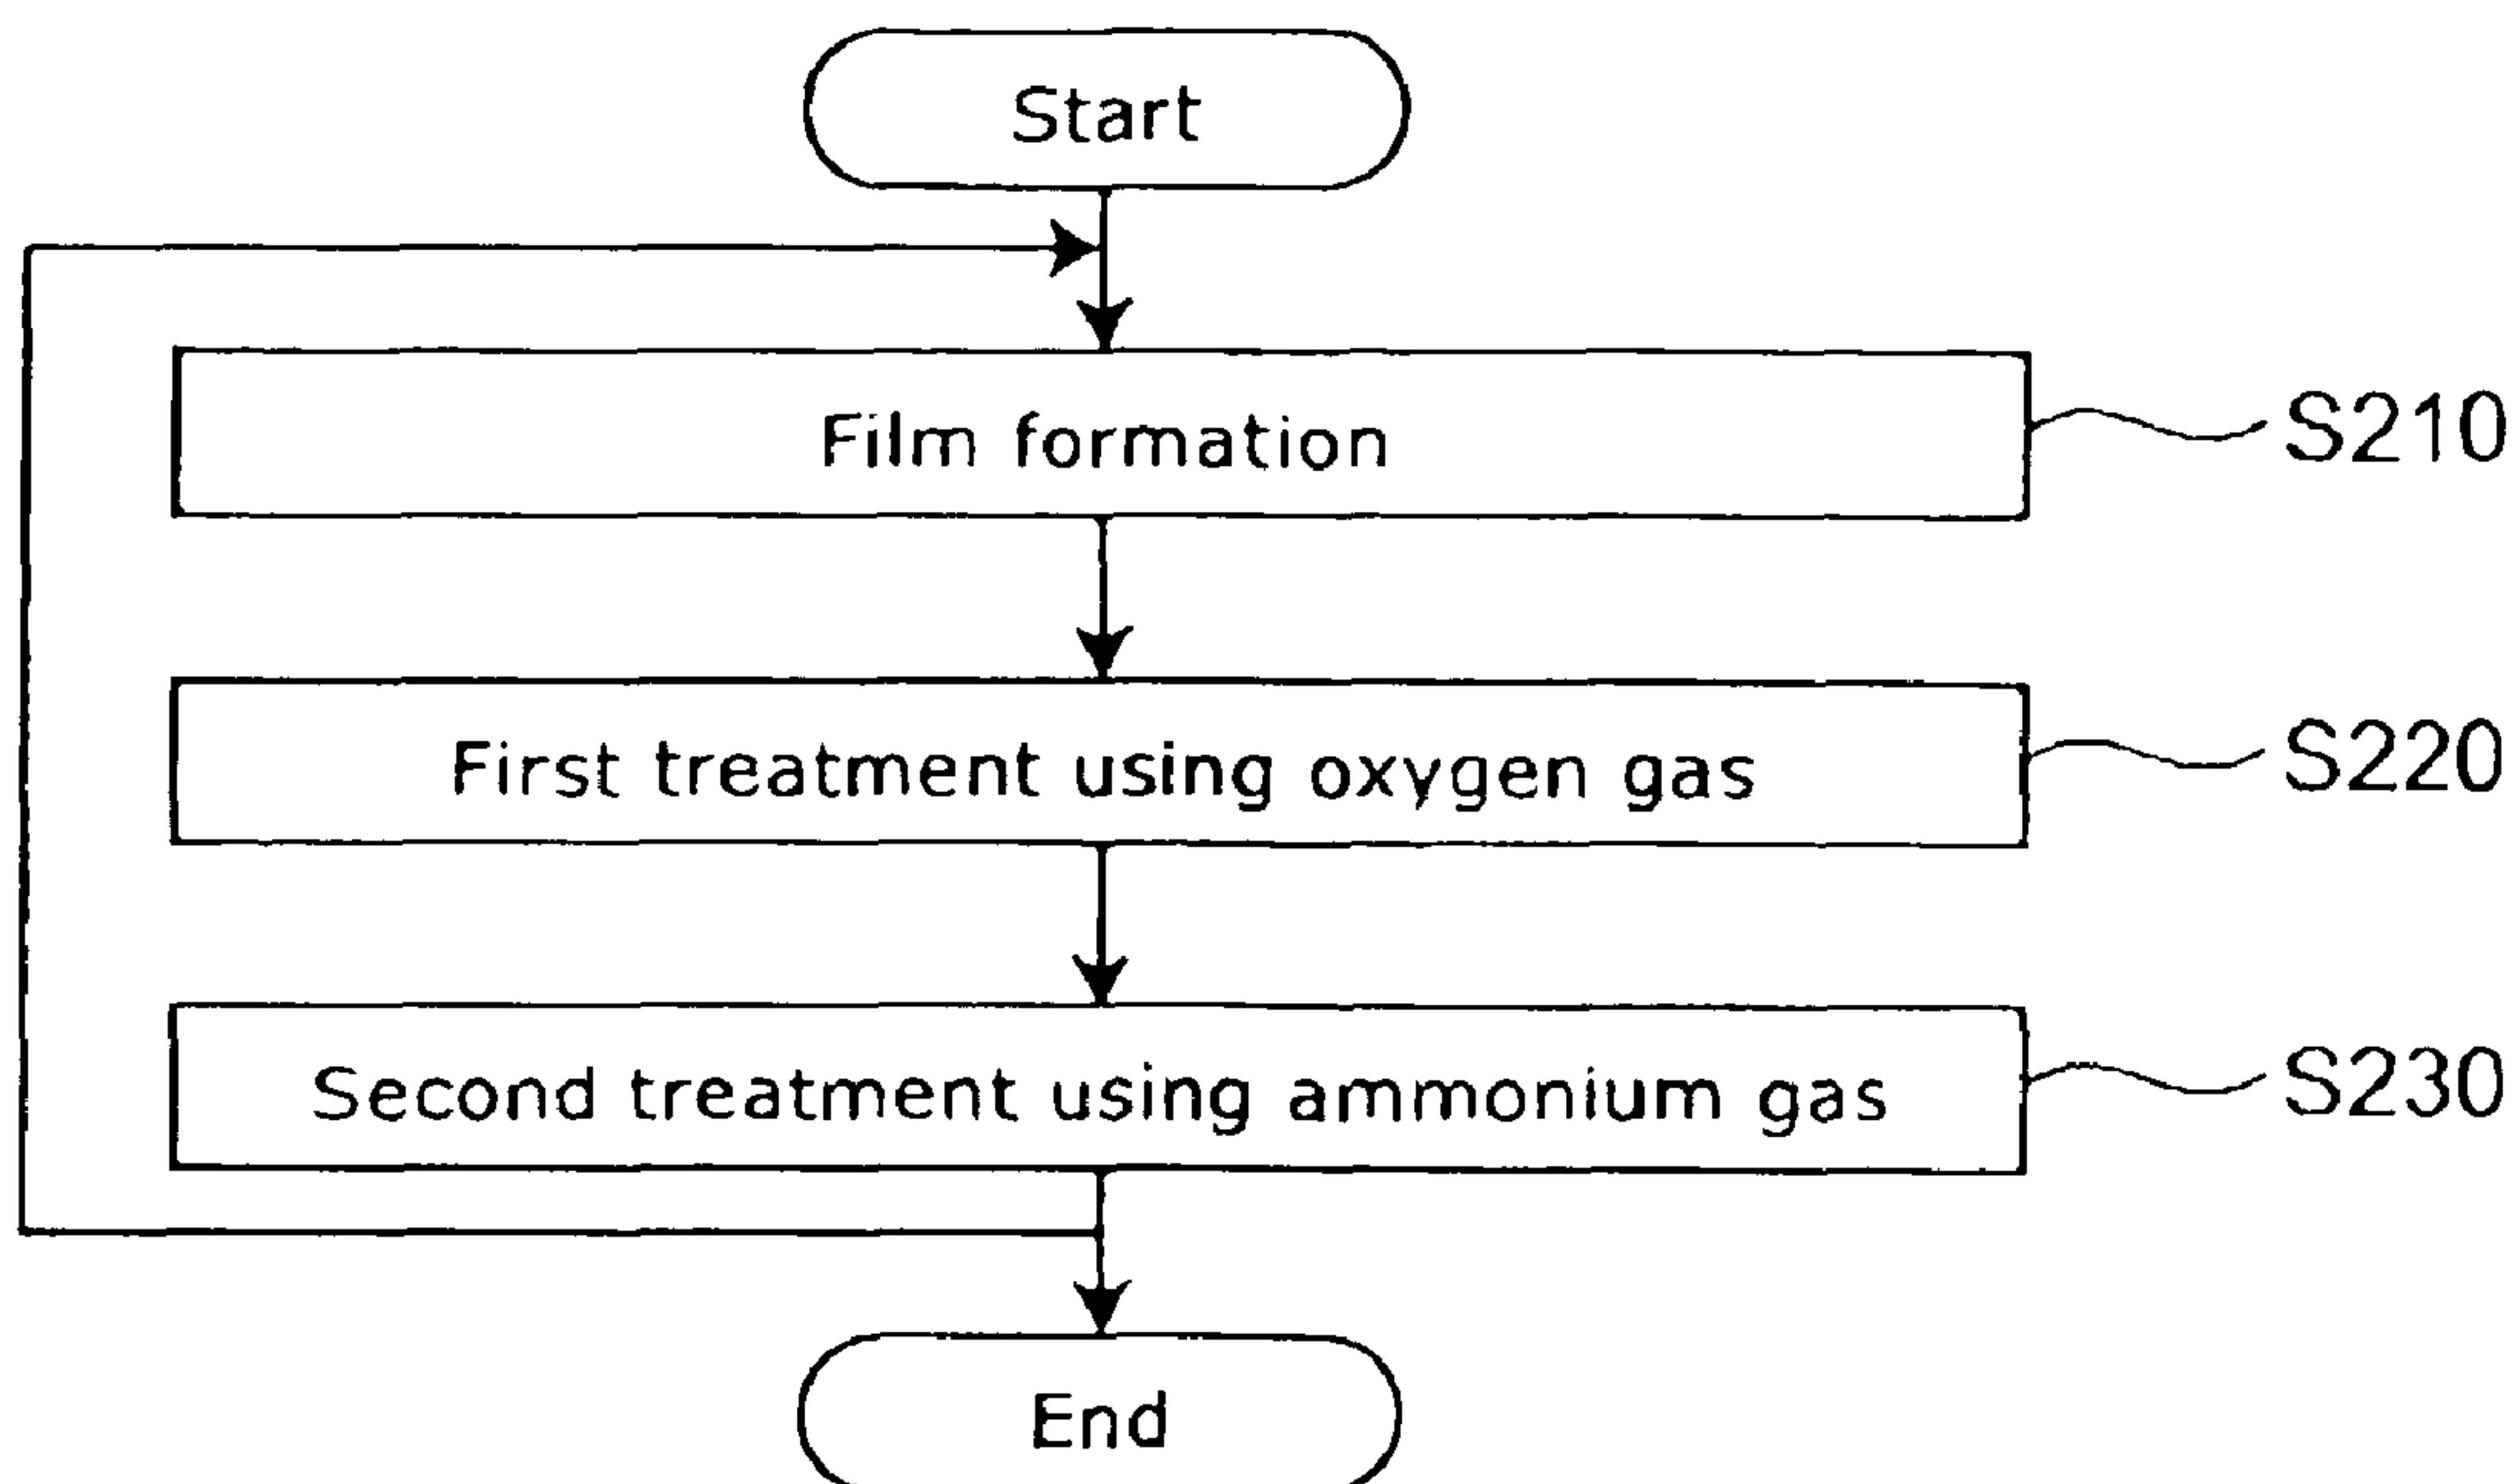 Start
Film formation
S210
First treatment using oxygen gas
S220
Second treatment using ammonium gas
S230
End